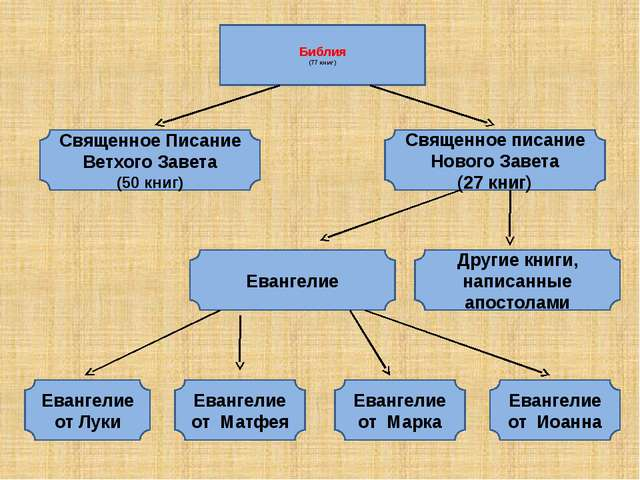 Библия
(77 книг)
Священное Писание
Ветхого Завета
(50 книг)
Священное писание
Нового Завета
(27 книг)
Евангелие
Другие книги,
написанные
апостолами
Евангелие
от Луки
Евангелие
от Матфея
Евангелие
от Марка
Евангелие
от Иоанна